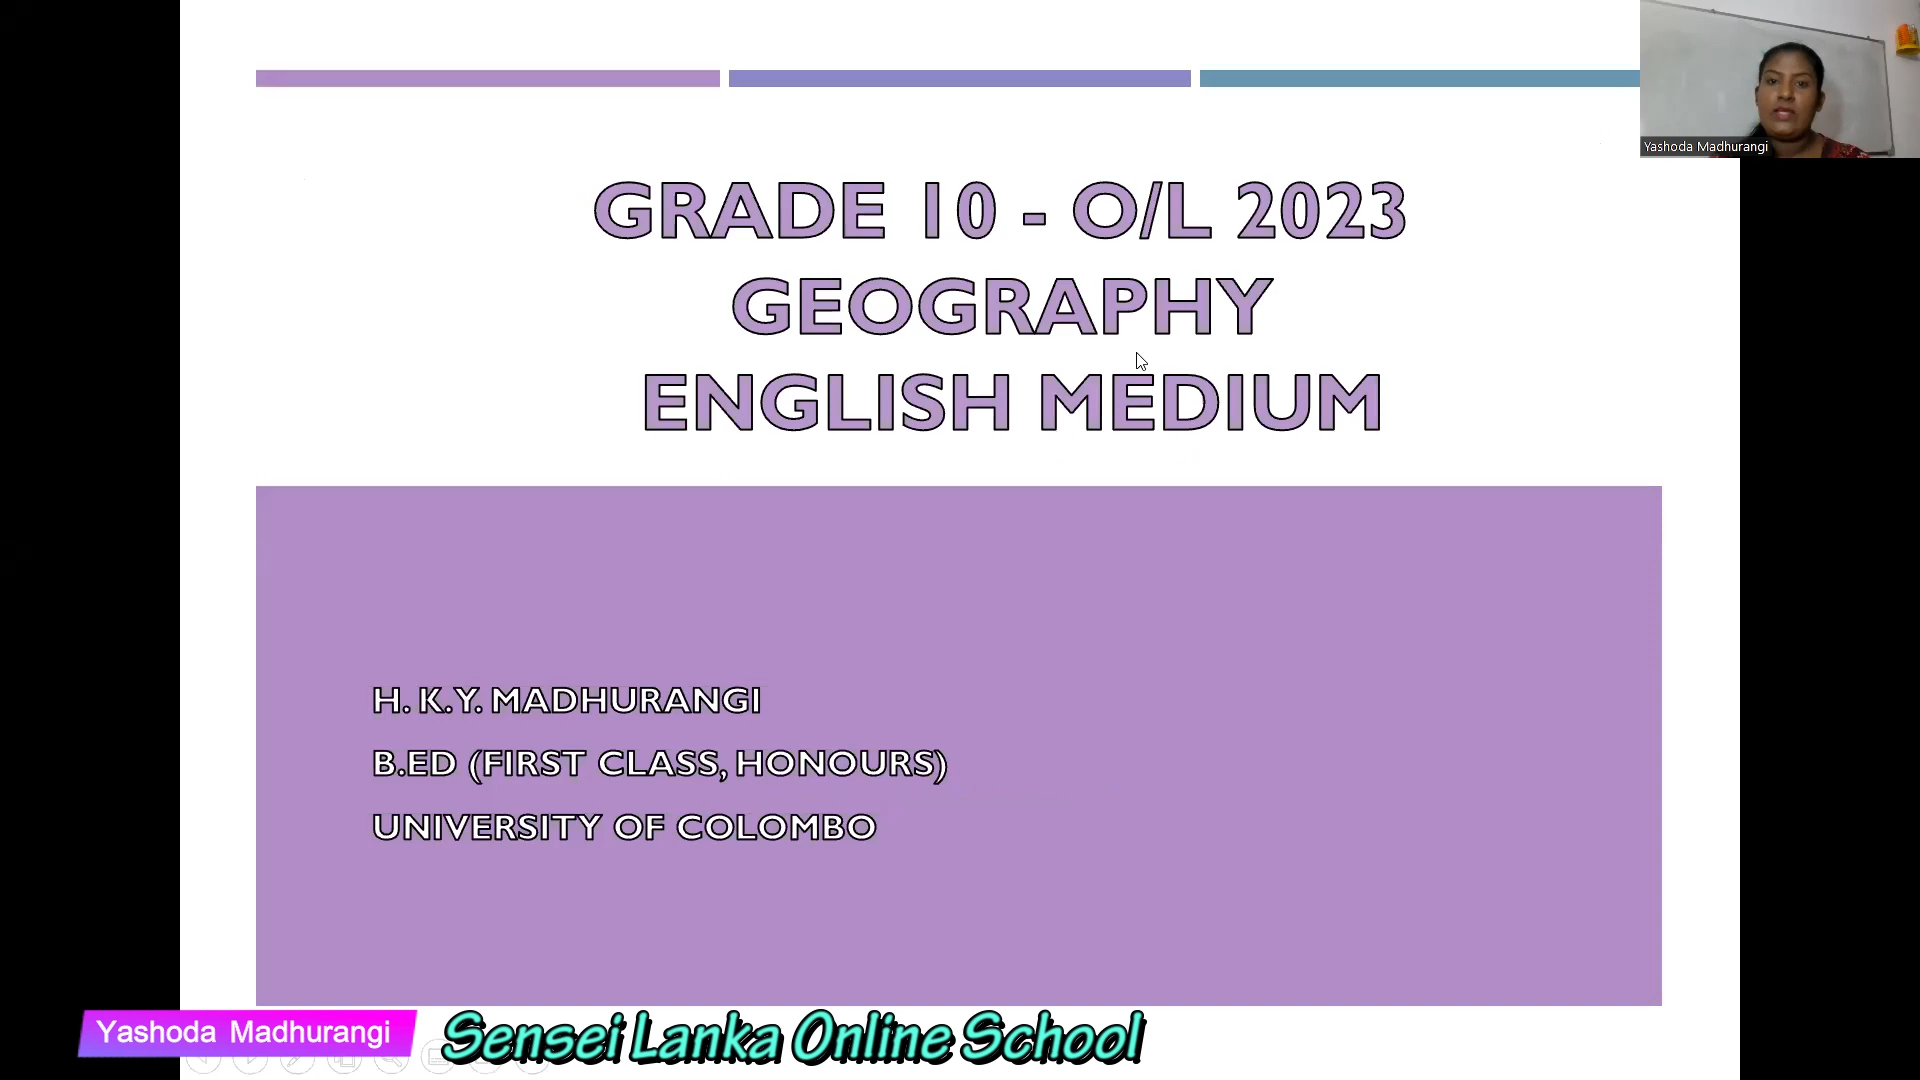 Yashoda Madhurangi
GRADE 10 - O/L 2023
GEOGRAPHY
ENGLISH MEDIUM
H. K.Y. MADHURANGI
B.ED (FIRST CLASS, HONOURS)
UNIVERSITY OF COLOMBO
Yashoda Madhurangi
Sensei Lanka Online School